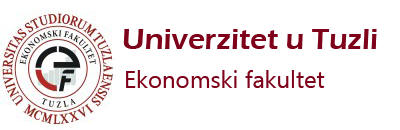 UNIVERSITAS STUDIORUM TUZLAENSIS
EKONOMSKI FAKULTET
TUZLA
MCMLXXVI
Univerzitet u Tuzli
Ekonomski fakultet